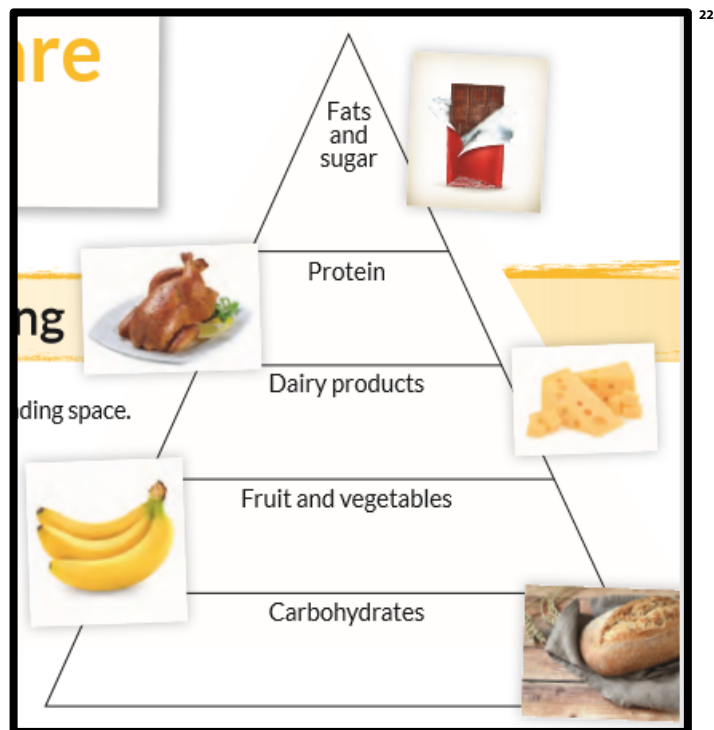 22
are
Fats
and
sugar
Protein
ng
Dairy products
ding space.
Fruit and vegetables
Carbohydrates